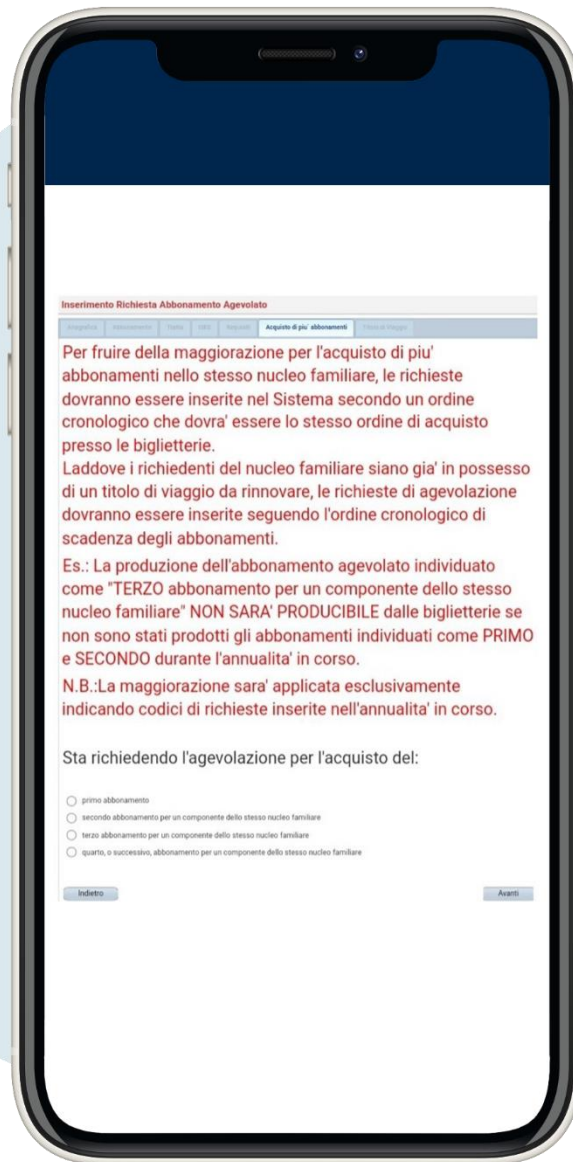 Inserimento Richiesta Abbonamento Agevolato
Anagrafica Abbonamento Tratta ISEE Requisiti Acquisto di piu` abbonamenti Titolo di Viaggio
Per fruire della maggiorazione per l'acquisto di piu'
abbonamenti nello stesso nucleo familiare, le richieste
dovranno essere inserite nel Sistema secondo un ordine
cronologico che dovra' essere lo stesso ordine di acquisto
presso le biglietterie.
Laddove i richiedenti del nucleo familiare siano gia' in possesso
di un titolo di viaggio da rinnovare, le richieste di agevolazione
dovranno essere inserite seguendo l'ordine cronologico di
scadenza degli abbonamenti.
Es.: La produzione dell'abbonamento agevolato individuato
come "TERZO abbonamento per un componente dello stesso
nucleo familiare" NON SARA' PRODUCIBILE dalle biglietterie se
non sono stati prodotti gli abbonamenti individuati come PRIMO
e SECONDO durante l'annualita' in corso.
N.B.:La maggiorazione sara' applicata esclusivamente
indicando codici di richieste inserite nell'annualita' in corso.
Sta richiedendo l'agevolazione per l'acquisto del:
primo abbonamento
secondo abbonamento per un componente dello stesso nucleo familiare
terzo abbonamento per un componente dello stesso nucleo familiare
quarto, o successivo, abbonamento per un componente dello stesso nucleo familiare
Indietro Avanti